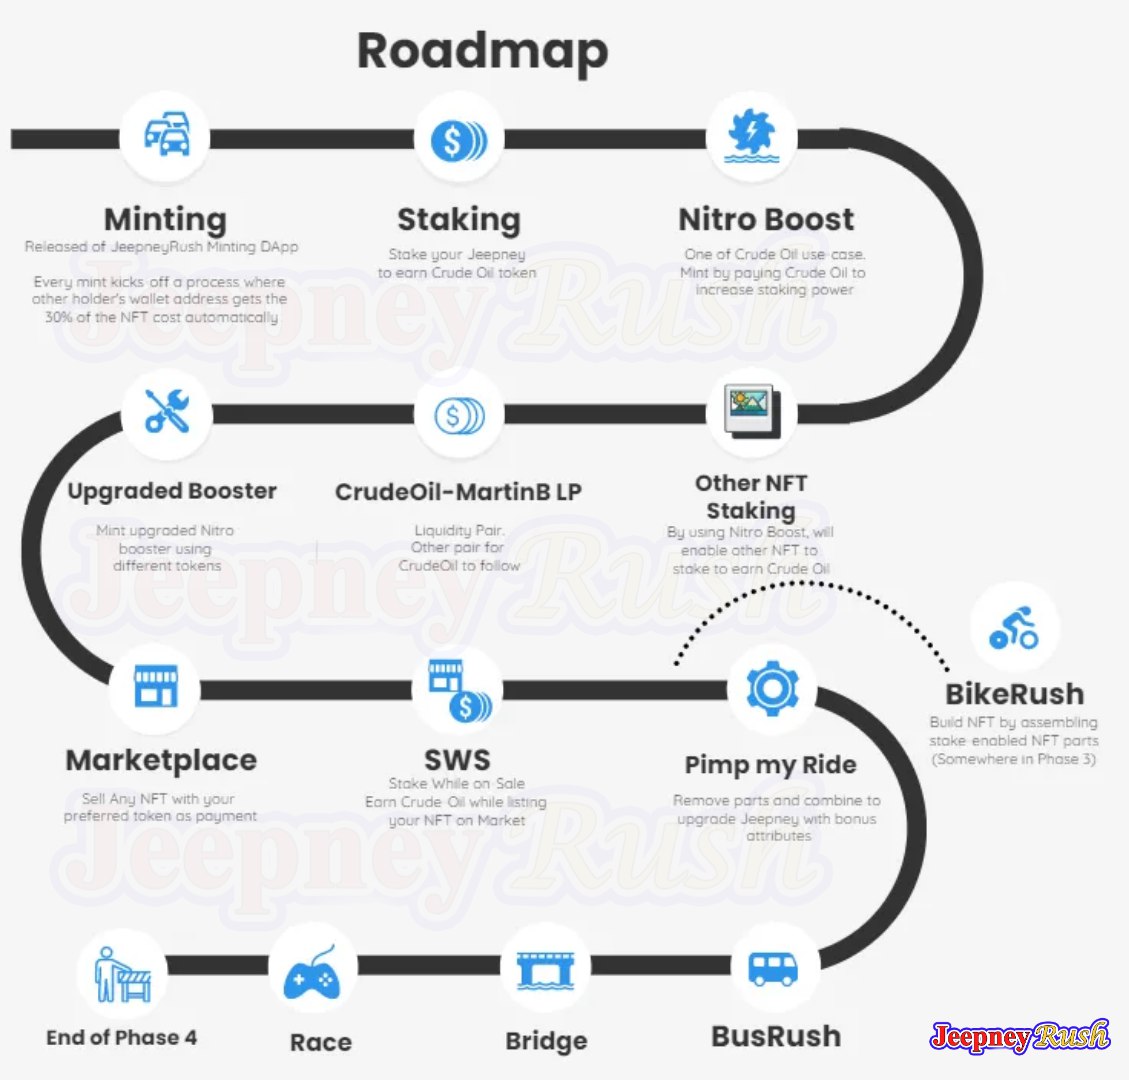 Roadmap
Minting
Released of JeepneyRush Minting DApp
Every mint kicks off a process where
other holder's wallet address gets the
30% of the NFT cost automatically
Staking
Stake your Jeepney
to earn Crude Oil token
Nitro Boost
One of Crude Oil use-case.
Mint by paying Crude Oil to
increase staking power
Jeepney Rush
Other NFT
Staking
By using Nitro Boost, will
enable other NFT to
stake to earn Crude Oil
CrudeOil-MartinB LP
Liquidity Pair.
Other pair for
CrudeOil to follow
Upgraded Booster
Mint upgraded Nitro
booster using
different tokens
Jeepney Rush
Marketplace
Sell Any NFT with your
preferred token as payment
SWS
Stake While on-Sale
Earn Crude Oil while listing
your NFT on Market
Pimp my Ride
Remove parts and combine to
upgrade Jeepney with bonus
attributes
BikeRush
Build NFT by assembling
stake-enabled NFT parts
(Somewhere in Phase 3)
Jeepney Rush
BusRush
Bridge
Race
End of Phase 4
Jeepney Rush